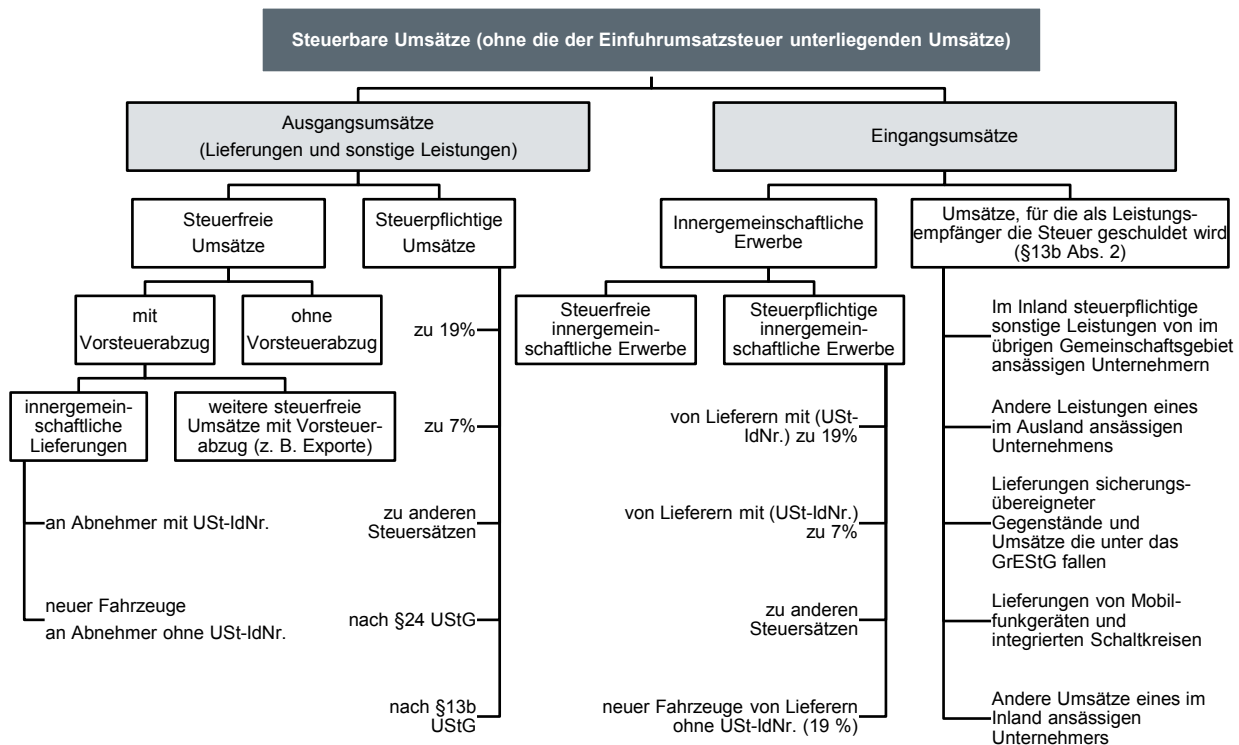 Steuerbare Umsätze (ohne die der Einfuhrumsatzsteuer unterliegenden Umsätze)
Ausgangsumsätze
(Lieferungen und sonstige Leistungen)
Eingangsumsätze
Steuerfreie
Umsätze
Steuerpflichtige
Umsätze
Innergemeinschaftliche
Erwerbe
Umsätze, für die als Leistungs-
empfänger die Steuer geschuldet wird
(§13b Abs. 2)
mit
Vorsteuerabzug
ohne
Vorsteuerabzug
innergemein-
schaftliche
Lieferungen
weitere steuerfreie
Umsätze mit Vorsteuer-
abzug (z. B. Exporte)
an Abnehmer mit USt-IdNr.
neuer Fahrzeuge
an Abnehmer ohne USt-IdNr.
zu 19%
zu 7%
zu anderen
Steuersätzen
nach §24 UStG
nach §13b
UStG
Steuerfreie
innergemein-
schaftliche Erwerbe
Steuerpflichtige
innergemein-
schaftliche Erwerbe
von Lieferern mit (USt-
IdNr.) zu 19%
von Lieferern mit (USt-IdNr.)
zu 7%
zu anderen
Steuersätzen
neuer Fahrzeuge von Lieferern
ohne USt-IdNr. (19 %)
Im Inland steuerpflichtige
sonstige Leistungen von im
übrigen Gemeinschaftsgebiet
ansässigen Unternehmern
Andere Leistungen eines
im Ausland ansässigen
Unternehmens
Lieferungen sicherungs-
übereigneter
Gegenstände und
Umsätze die unter das
GrEStG fallen
Lieferungen von Mobil-
funkgeräten und
integrierten Schaltkreisen
Andere Umsätze eines im
Inland ansässigen
Unternehmers